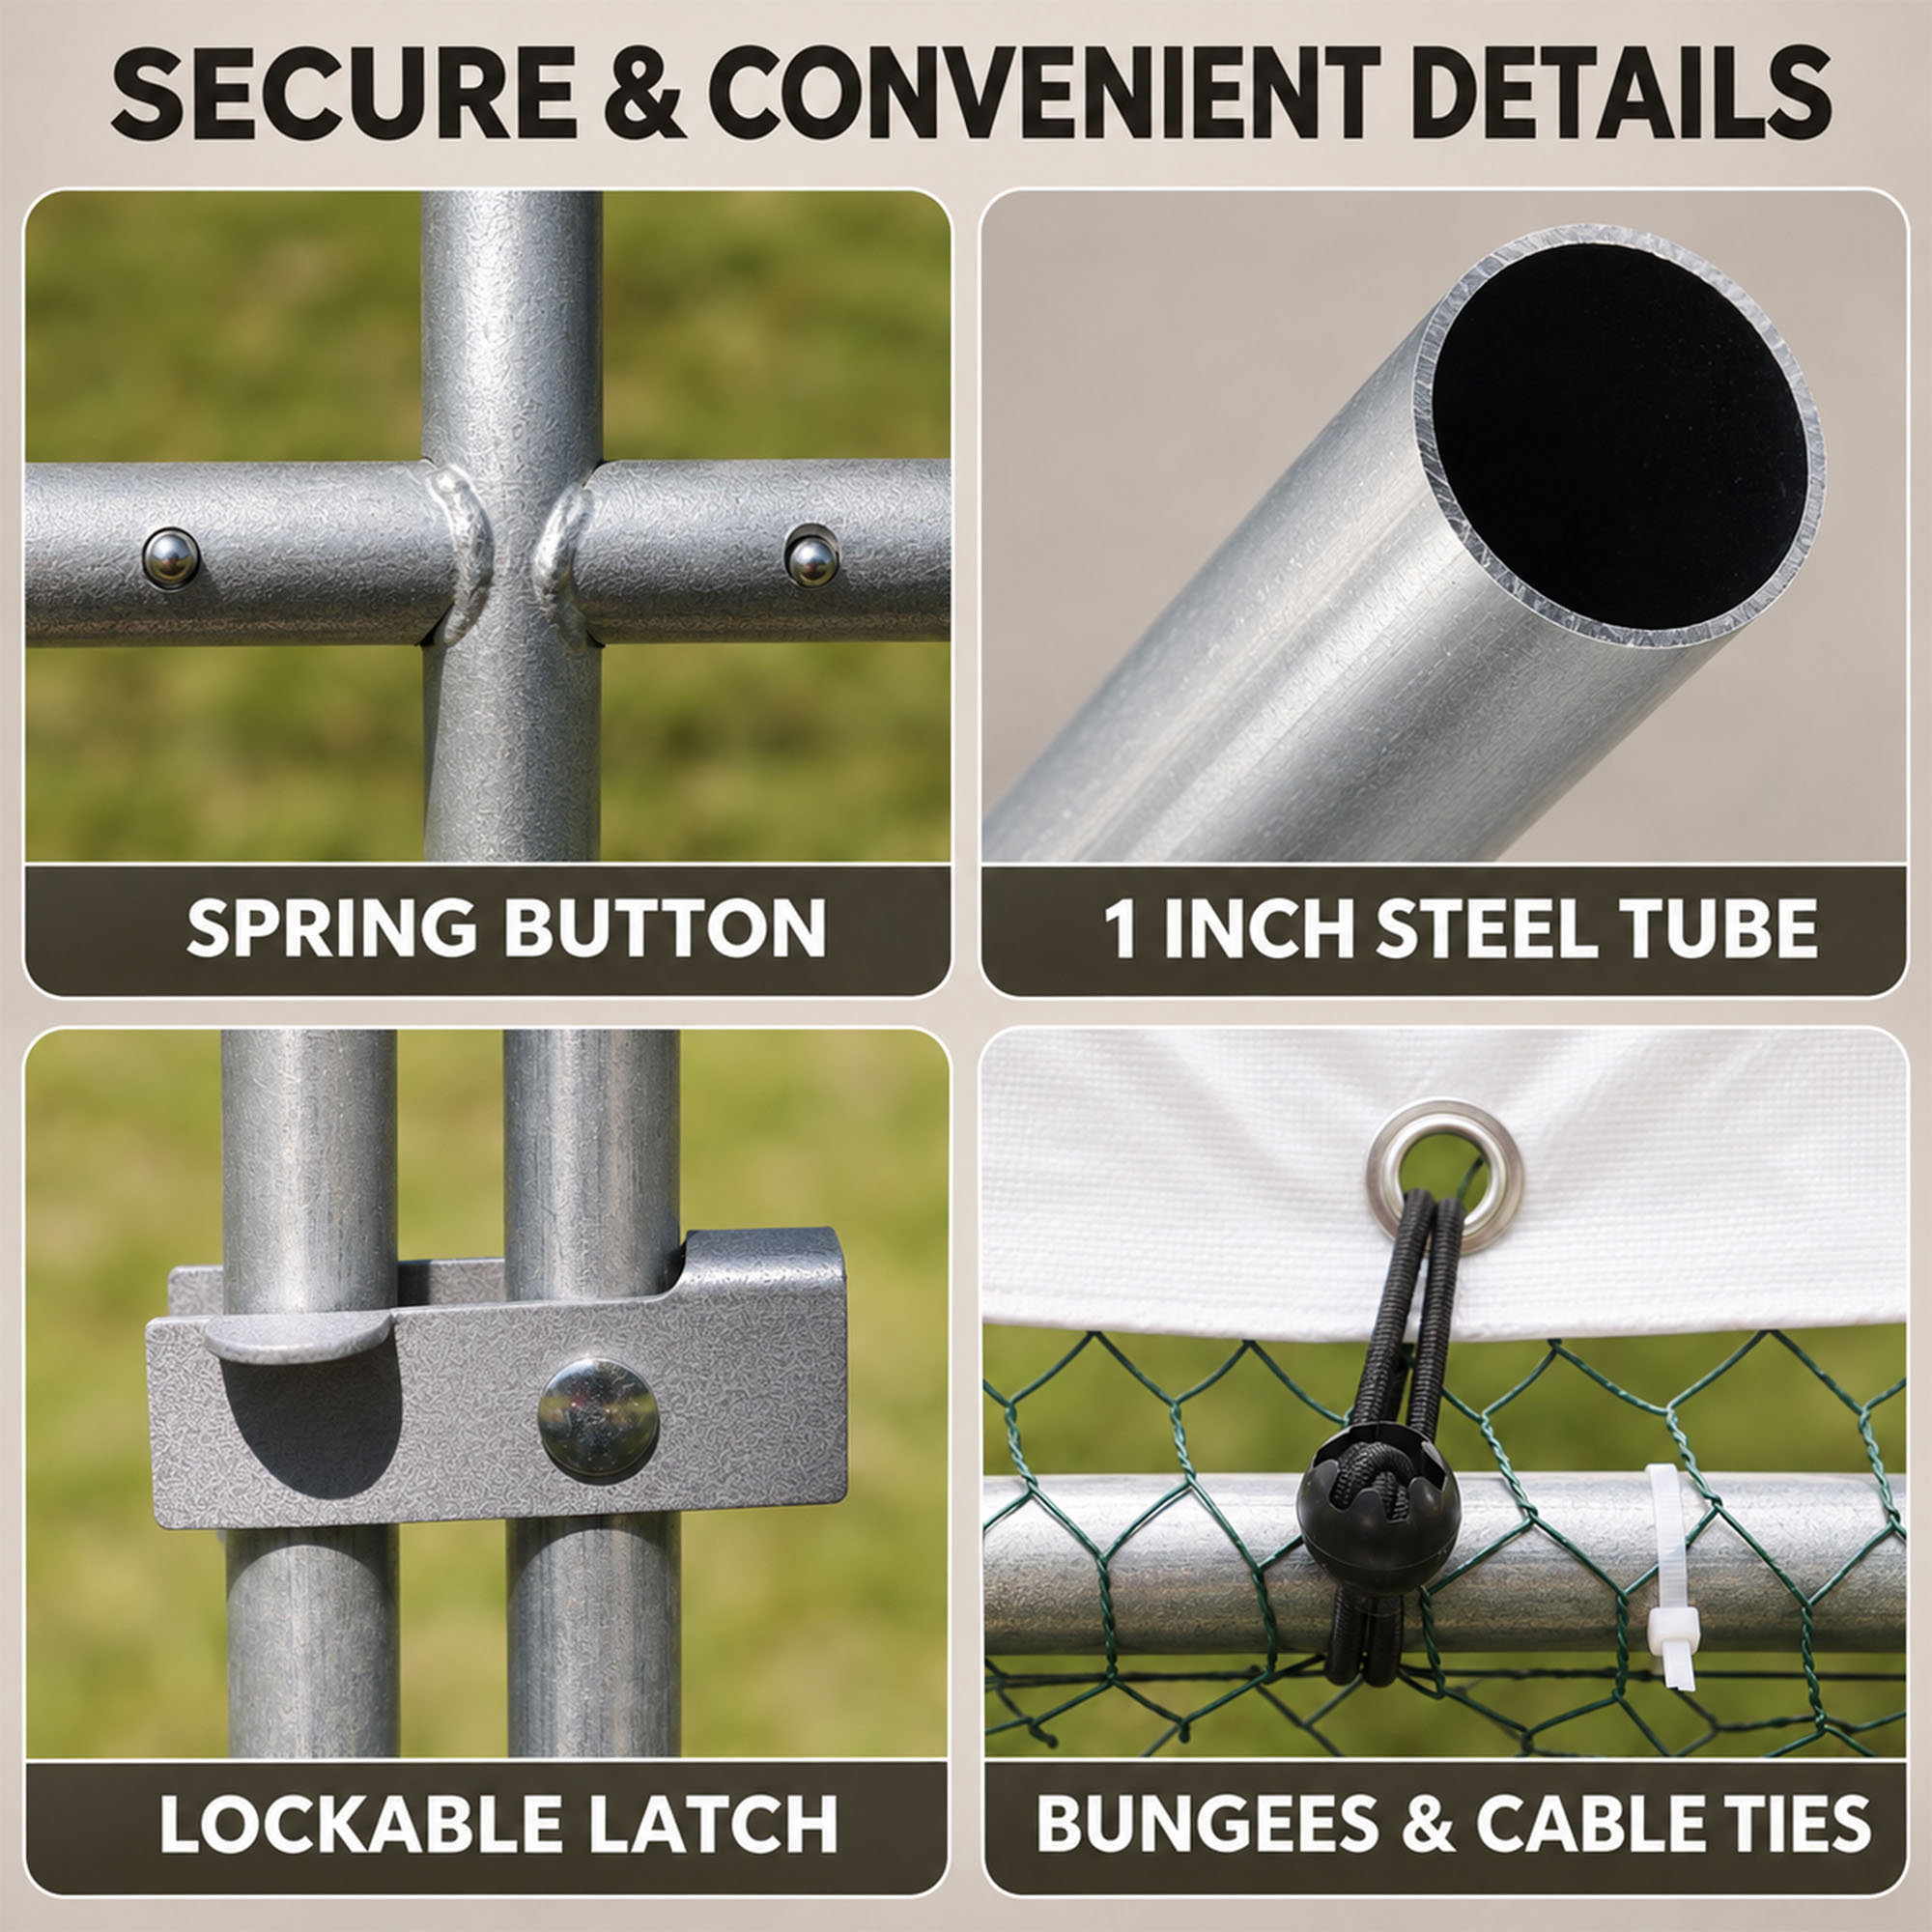 SECURE & CONVENIENT DETAILS
SPRING BUTTON
1 INCH STEEL TUBE
LOCKABLE LATCH
BUNGEES & CABLE TIES